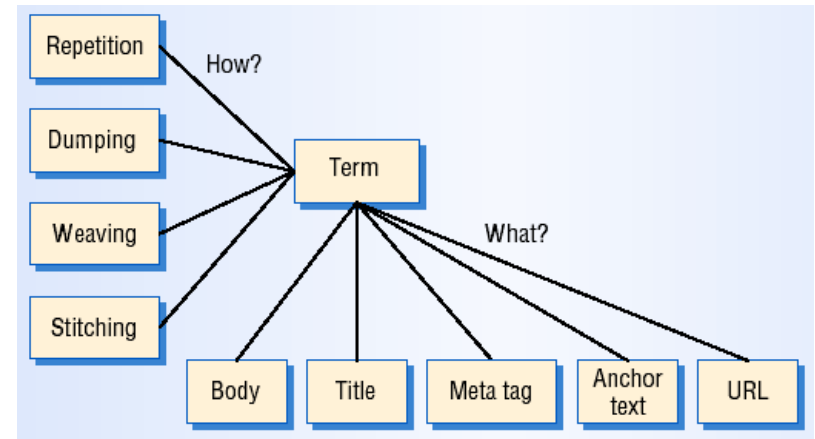 Repetition
How?
Dumping
Term
Weaving
What?
Stitching
Body
Title
Meta tag
Anchor
text
URL